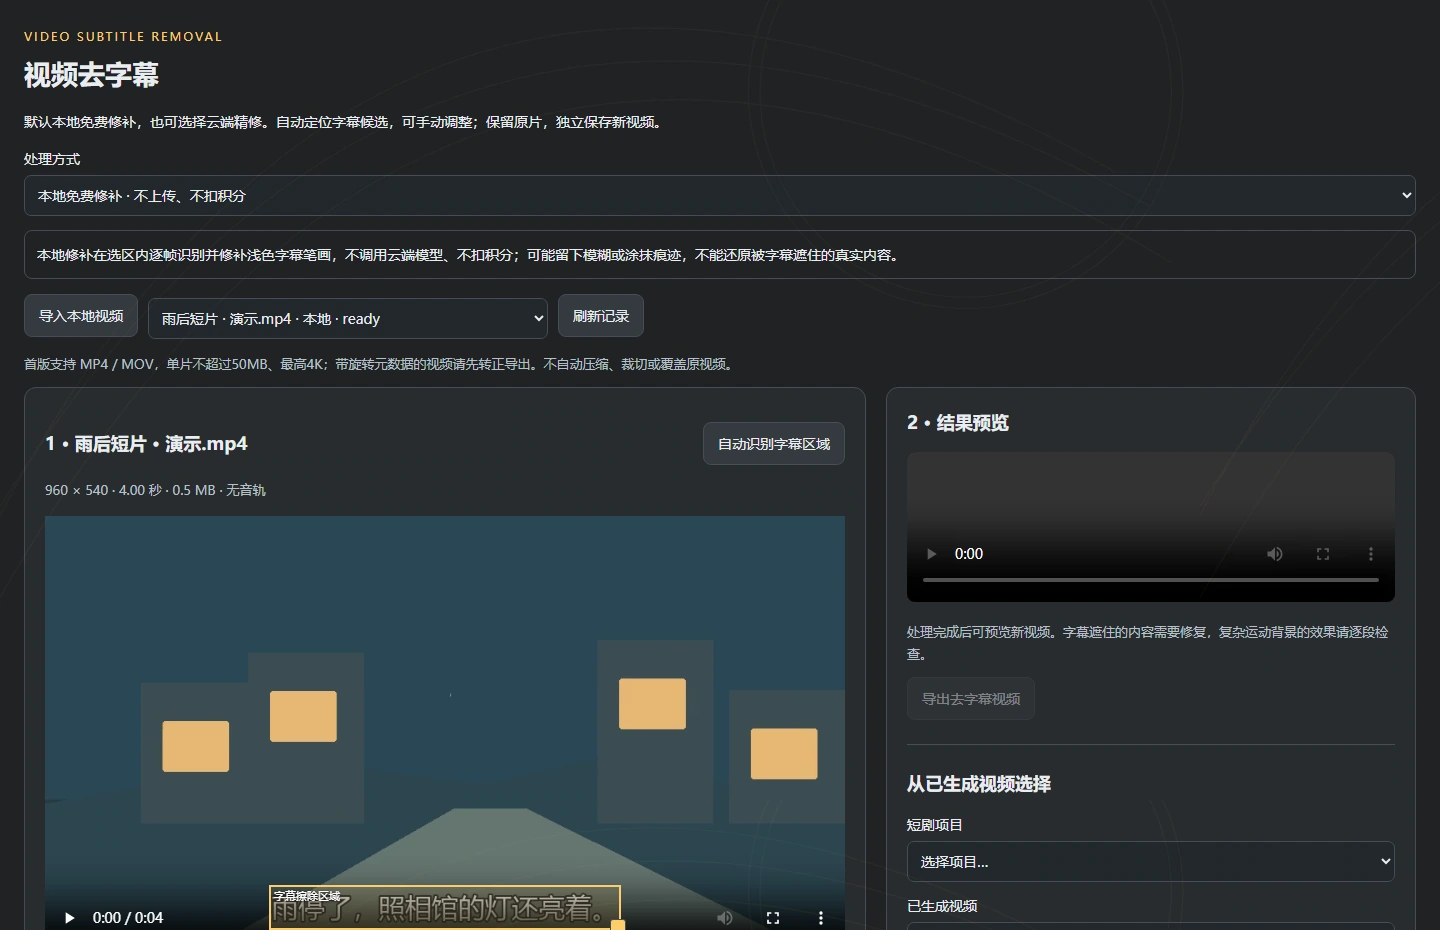 VIDEO SUBTITLE REMOVAL
视频去字幕
默认本地免费修补，也可选择云端精修。自动定位字幕候选，可手动调整；保留原片，独立保存新视频。
处理方式
本地免费修补 · 不上传、不扣积分
本地修补在选区内逐帧识别并修补浅色字幕笔画，不调用云端模型、不扣积分；可能留下模糊或涂抹痕迹，不能还原被字幕遮住的真实内容。
导入本地视频
雨后短片 · 演示.mp4 · 本地 · ready
刷新记录
首版支持 MP4 / MOV，单片不超过50MB、最高4K；带旋转元数据的视频请先转正导出。不自动压缩、裁切或覆盖原视频。
1 • 雨后短片 • 演示.mp4
自动识别字幕区域
960 × 540 · 4.00 秒 · 0.5 MB · 无音轨
字幕擦除区域
雨停了，照相馆的灯还亮着。
0:00 / 0:04
2 • 结果预览
0:00
处理完成后可预览新视频。字幕遮住的内容需要修复，复杂运动背景的效果请逐段检
查。
导出去字幕视频
从已生成视频选择
短剧项目
选择项目...
已生成视频